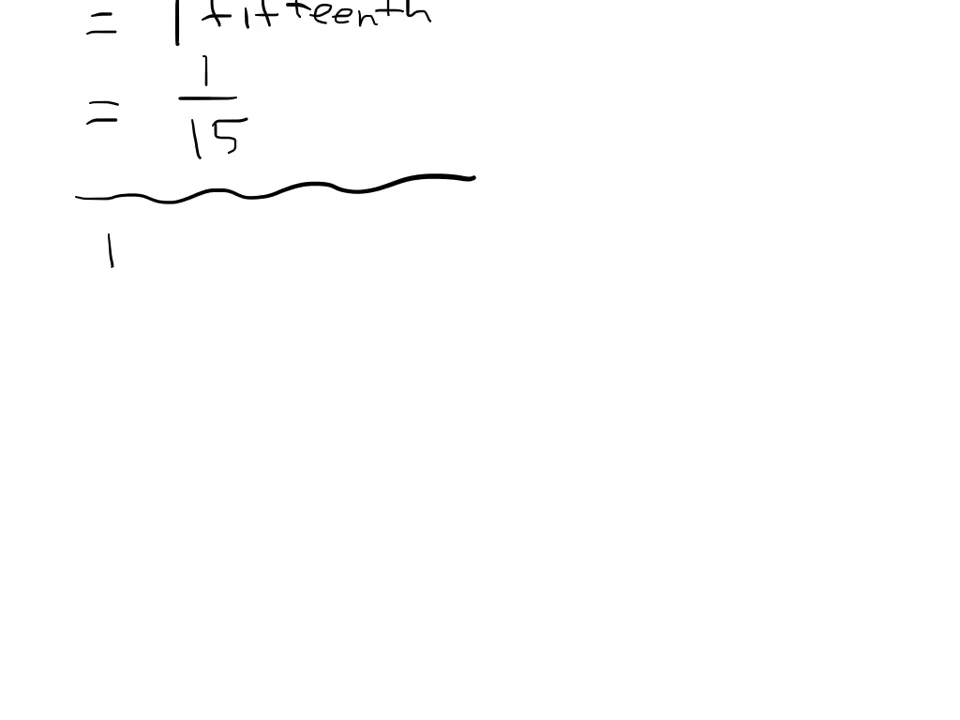 = 1 fifteenth
= 1/15
1